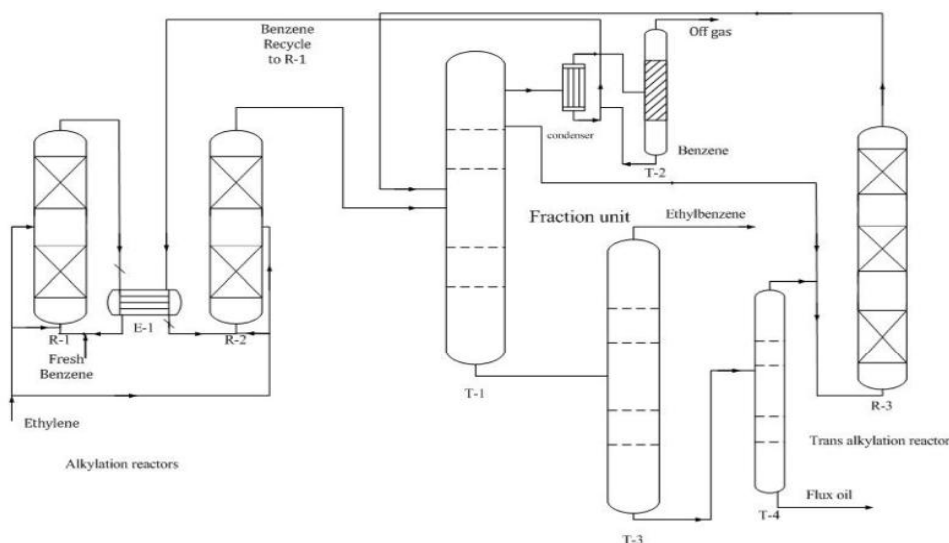 Benzene
Recycle
to R-1
Off gas
condenser
Benzene
T-2
Fraction unit
Ethylbenzene
E-1
R-1
R-2
Fresh
Benzene
T-1
R-3
Ethylene
Trans alkylation reactor
Alkylation reactors
Flux oil
T-4
T-3